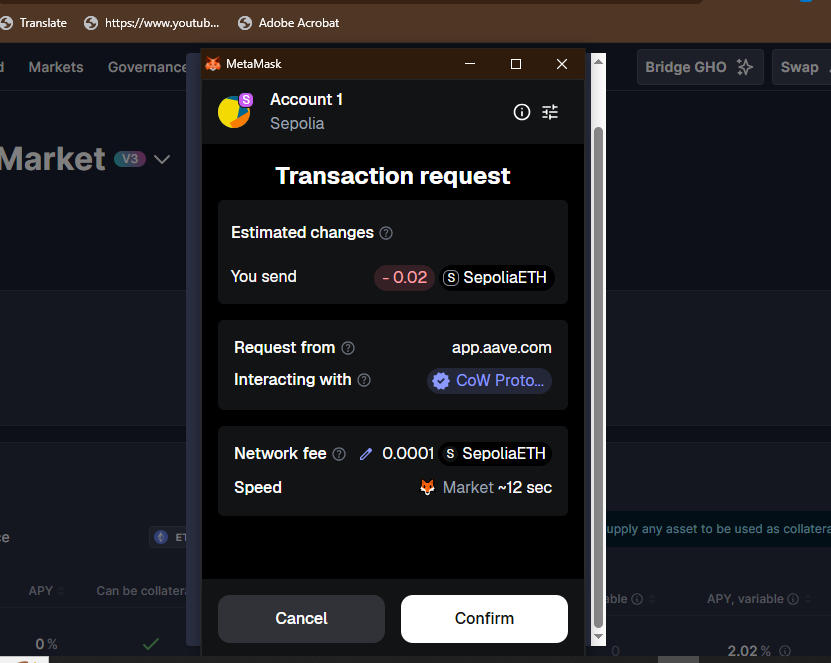 Translate https://www.youtub... Adobe Acrobat
Markets Governance Bridge GHO Swap
MetaMask
S Account 1
Sepolia
Market V3
Transaction request
Estimated changes ?
You send - 0.02 S SepoliaETH
Request from ? app.aave.com
Interacting with ? CoW Proto...
Network fee ? 0.0001 S SepoliaETH
Speed Market ~12 sec
upply any asset to be used as collatera
ET
APY Can be collatera
able APY, variable
Cancel Confirm
0 % 0 2.02 %